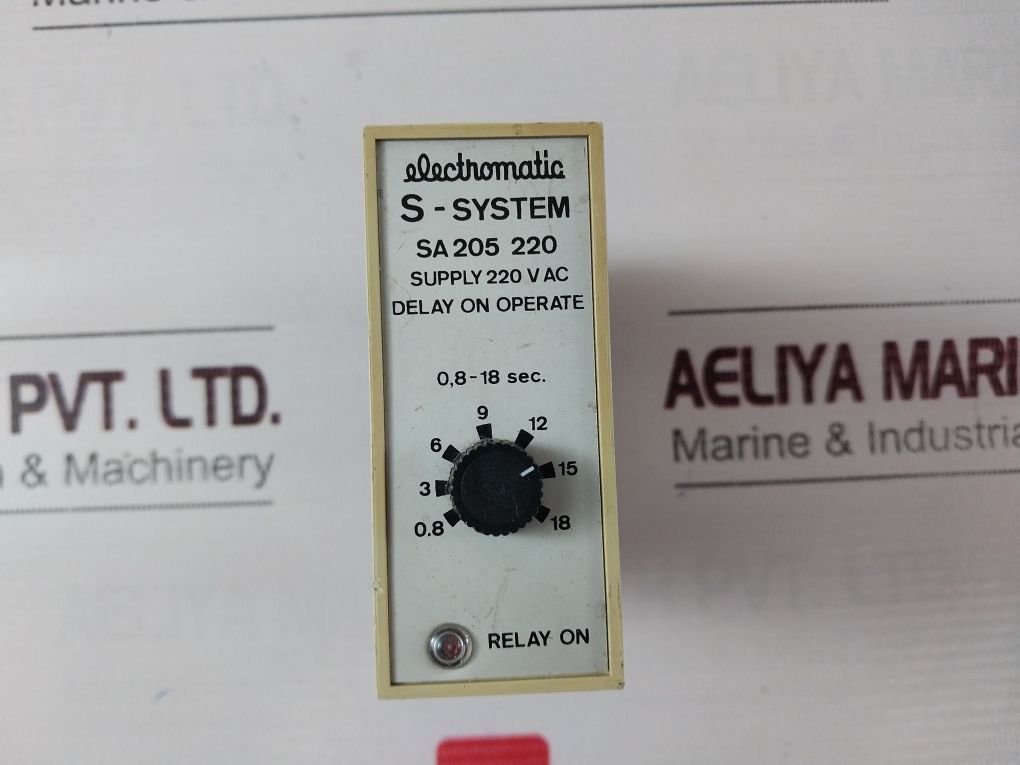 electromatic
S - SYSTEM
SA 205 220
SUPPLY 220 V AC
DELAY ON OPERATE
0,8-18 sec.
9
12
6
15
3
0.8
18
RELAY ON
PVT. LTD.
& Machinery
AELIYA MARI
Marine & Industria